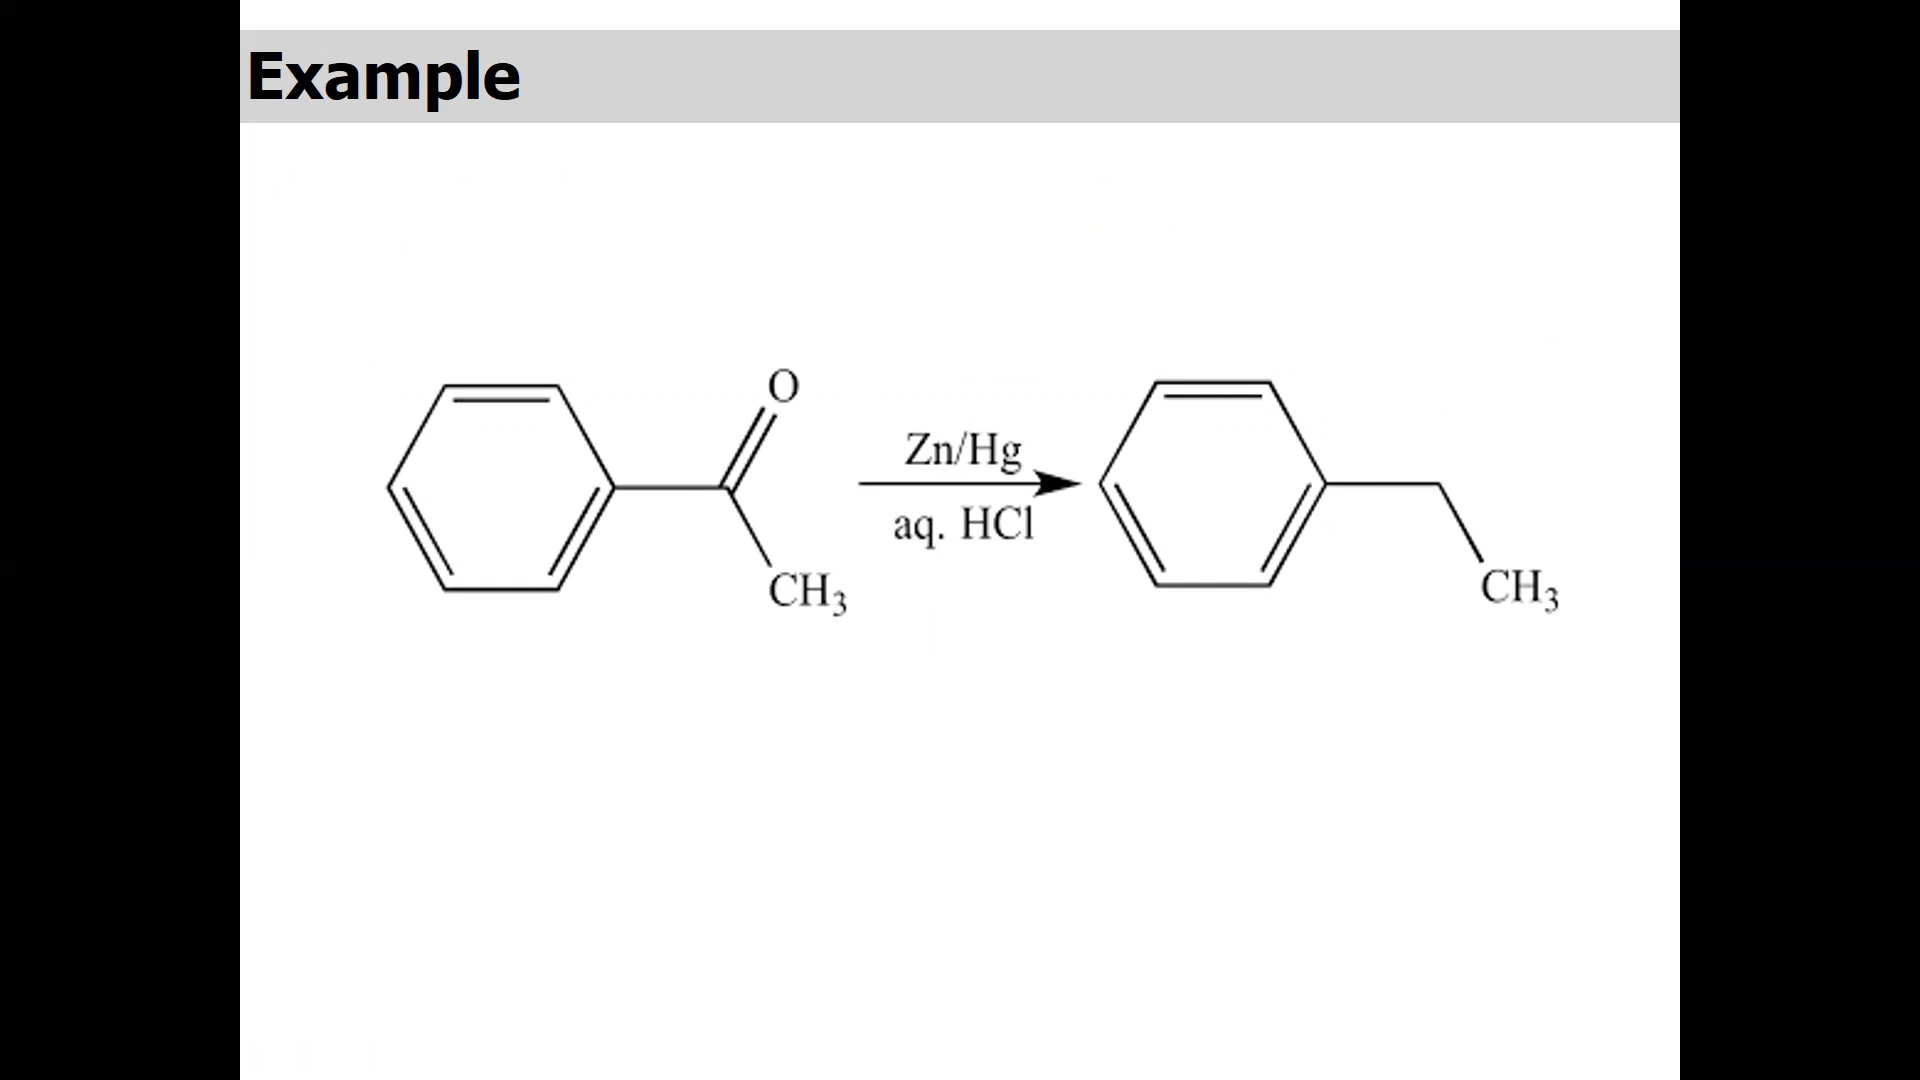 Example
O
Zn/Hg
aq. HCl
CH₃
CH₃